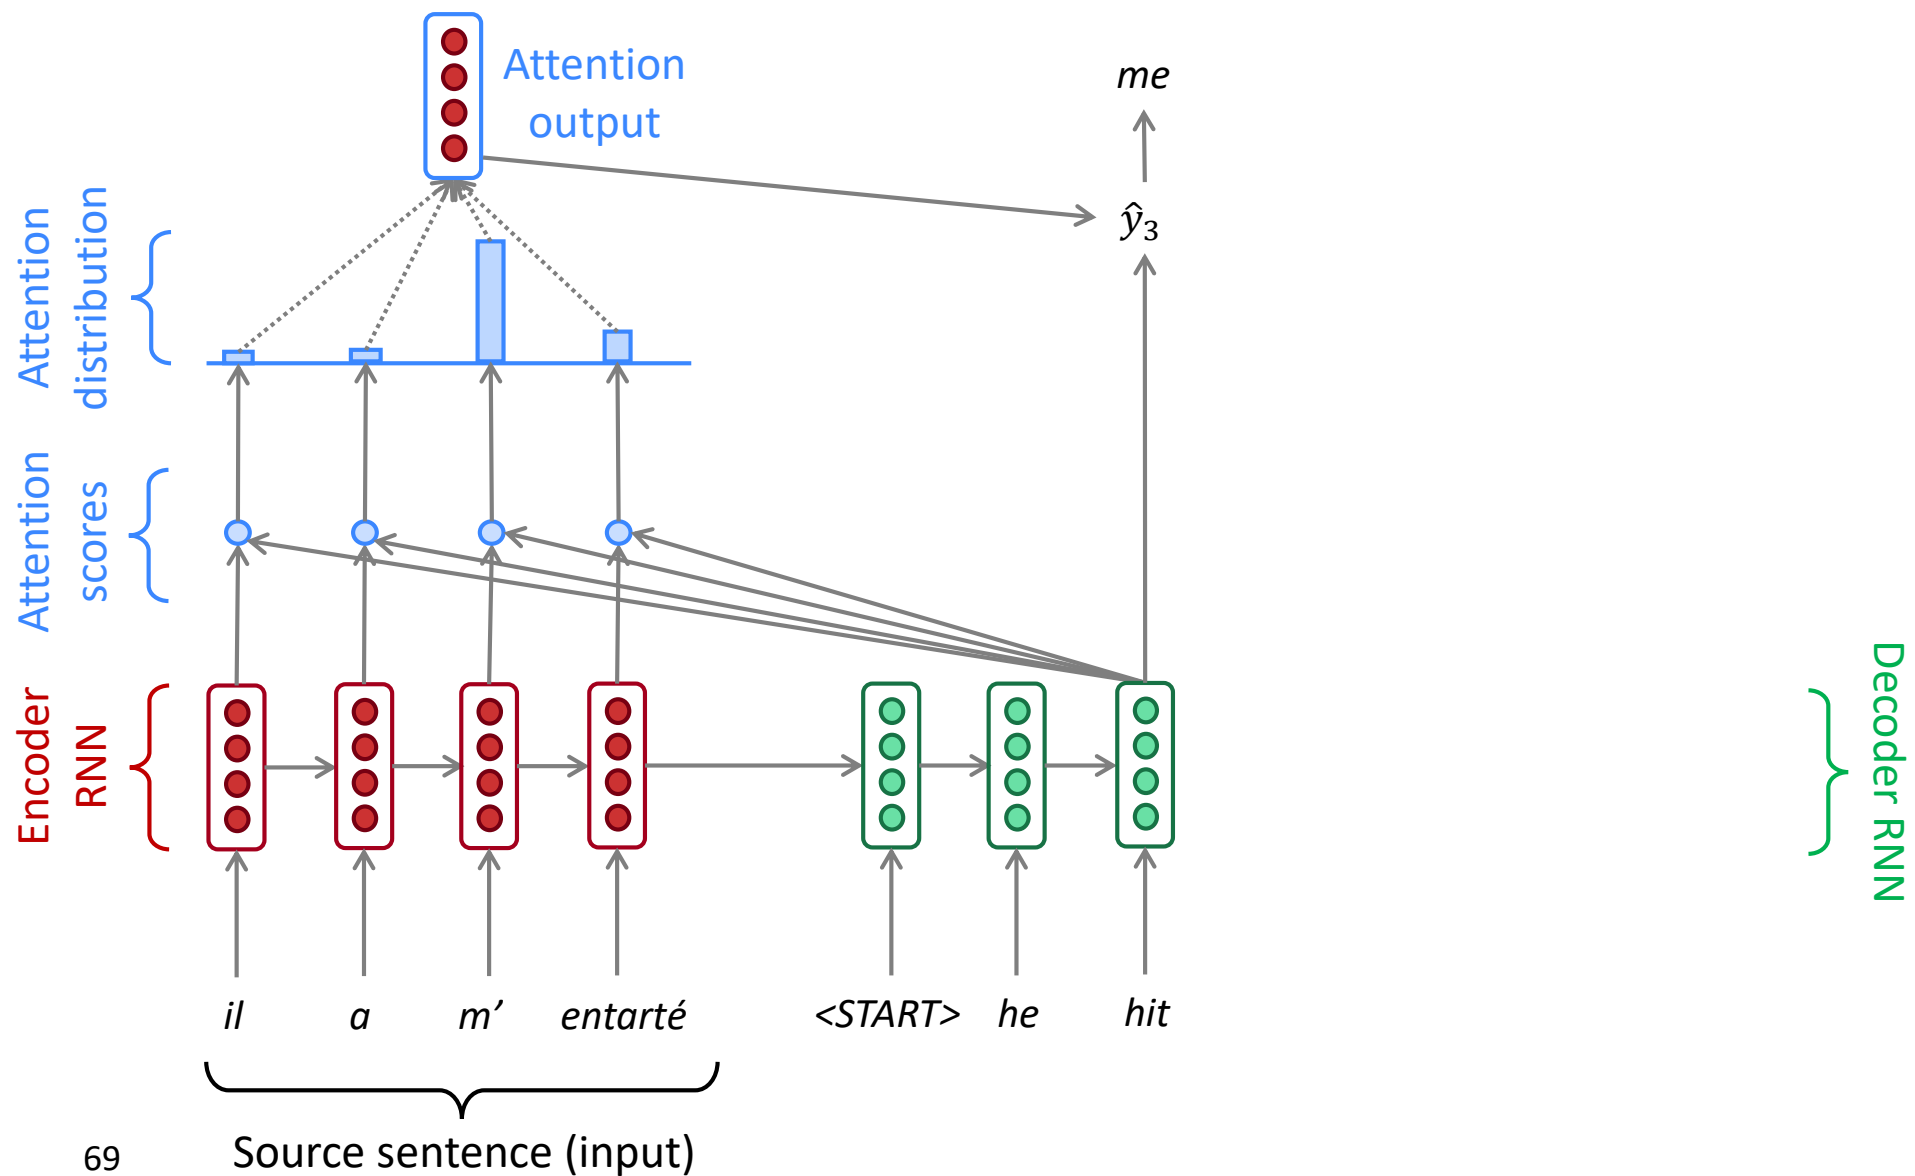 Attention
output
me
Attention
distribution
ŷ₃
Attention
scores
Encoder
RNN
Decoder RNN
il a m’ entarté <START> he hit
Source sentence (input)
69